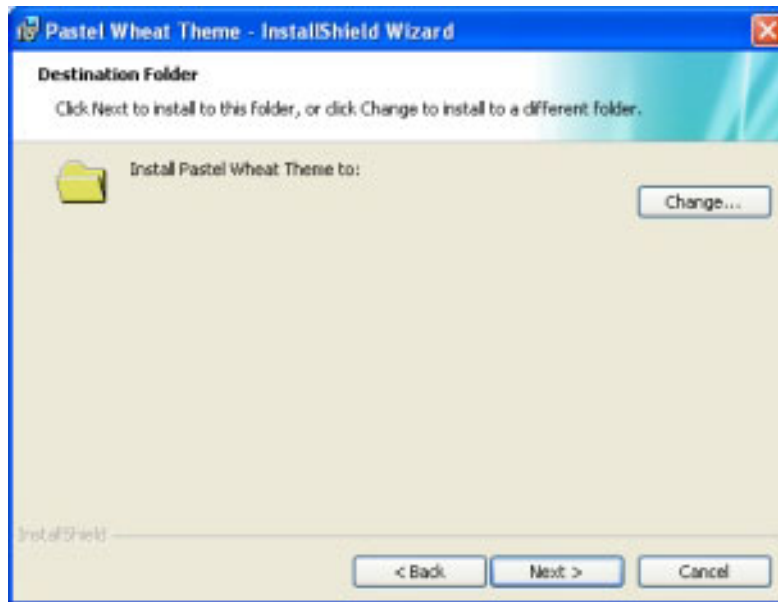 Pastel Wheat Theme - InstallShield Wizard
Destination Folder
Click Next to install to this folder, or click Change to install to a different folder.
Install Pastel Wheat Theme to:
Change...
InstallShield
< Back
Next >
Cancel